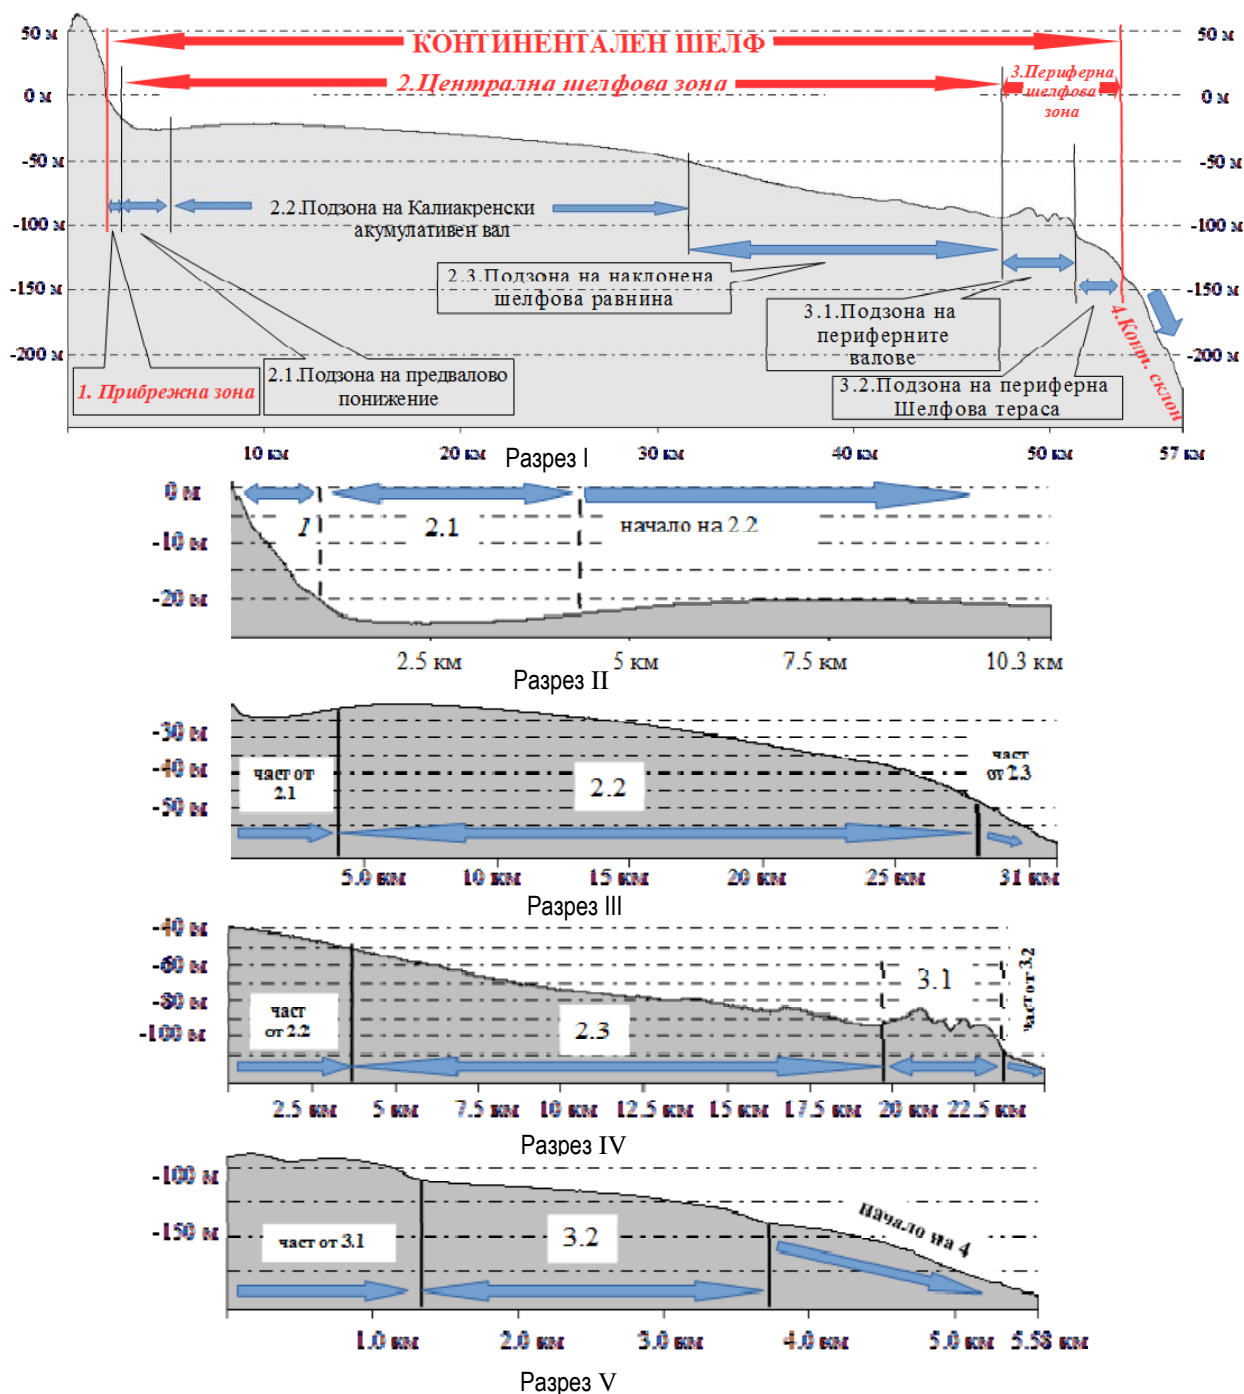 50 м
50 м
КОНТИНЕНТАЛЕН ШЕЛФ
2.Централна шелфова зона
3.Периферна
шелфова
зона
0 м
0 м
-50 м
-50 м
2.2.Подзона на Калиакренски
акумулативен вал
-100 м
-100 м
2.3.Подзона на наклонена
шелфова равнина
-150 м
-150 м
3.1.Подзона на
периферните
валове
-200 м
-200 м
4.Конт. склон
1. Прибрежна зона
2.1.Подзона на предвалово
понижение
3.2.Подзона на периферна
Шелфова тераса
10 км
20 км
30 км
40 км
50 км
57 км
Разрез I
0 м
1
2.1
начало на 2.2
-10 м
-20 м
2.5 км
5 км
7.5 км
10.3 км
Разрез II
-30 м
-40 м
-50 м
част от
2.1
2.2
част
от 2.3
5.0 км
10 км
15 км
20 км
25 км
31 км
Разрез III
-40 м
-60 м
-80 м
-100 м
част
от 2.2
2.3
3.1
част от 3.2
2.5 км
5 км
7.5 км
10 км
12.5 км
15 км
17.5 км
20 км
22.5 км
Разрез IV
-100 м
-150 м
част от 3.1
3.2
начало на 4
1.0 км
2.0 км
3.0 км
4.0 км
5.0 км
5.58 км
Разрез V